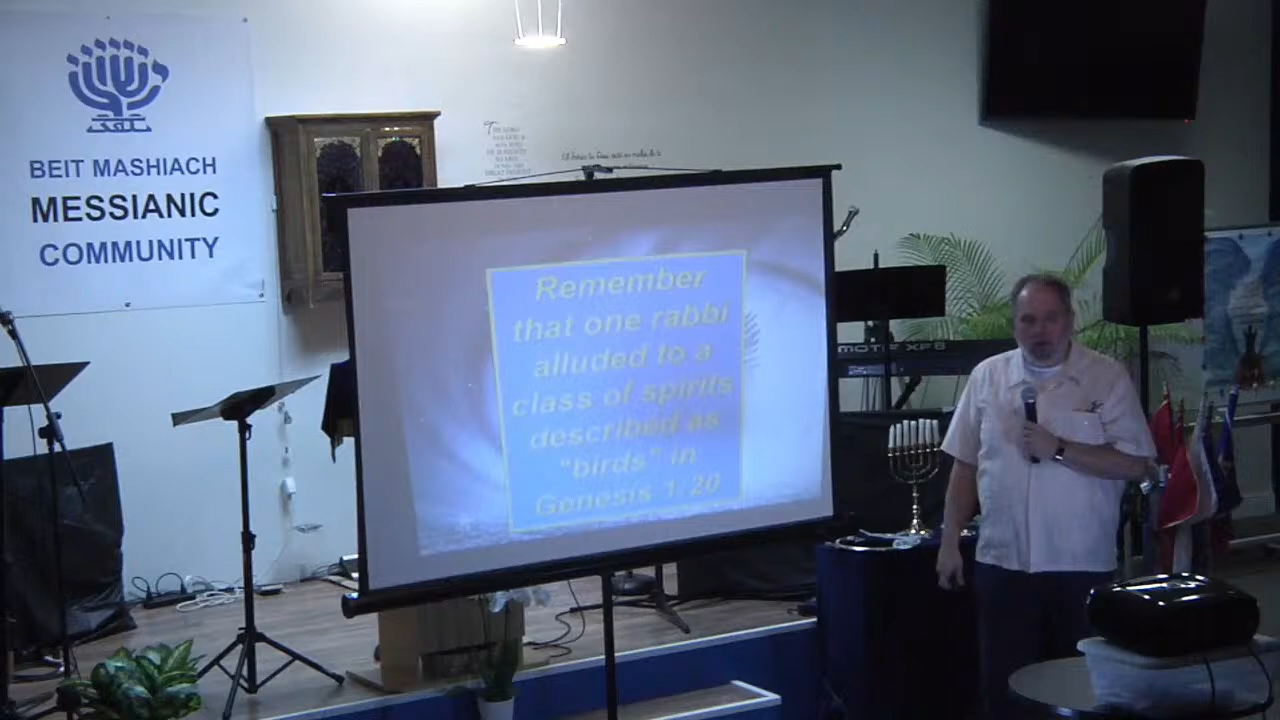 BEIT MASHIACH
MESSIANIC
COMMUNITY
Remember
that one rabbi
alluded to a
class of spirits
described as
"birds" in
Genesis 1:20
MOTIF XF8